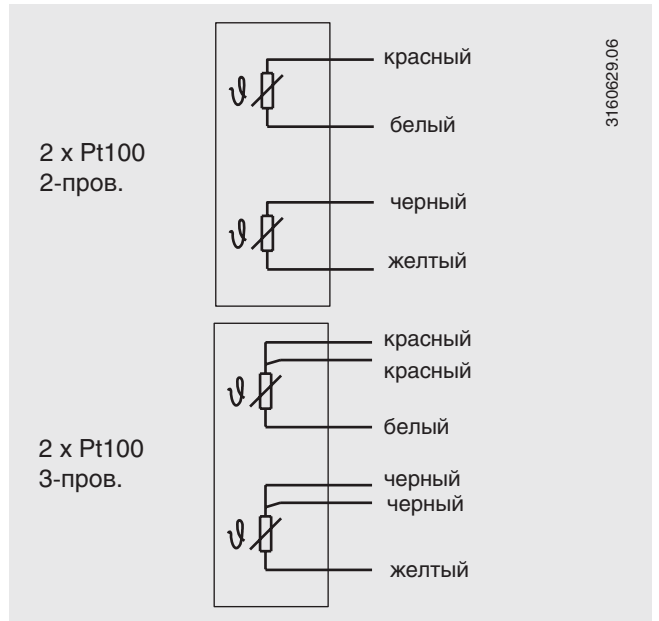 красный
3160629.06
белый
2 x Pt100
2-пров.
черный
ϑ
желтый
ϑ
красный
красный
белый
2 x Pt100
3-пров.
ϑ
черный
черный
желтый
ϑ